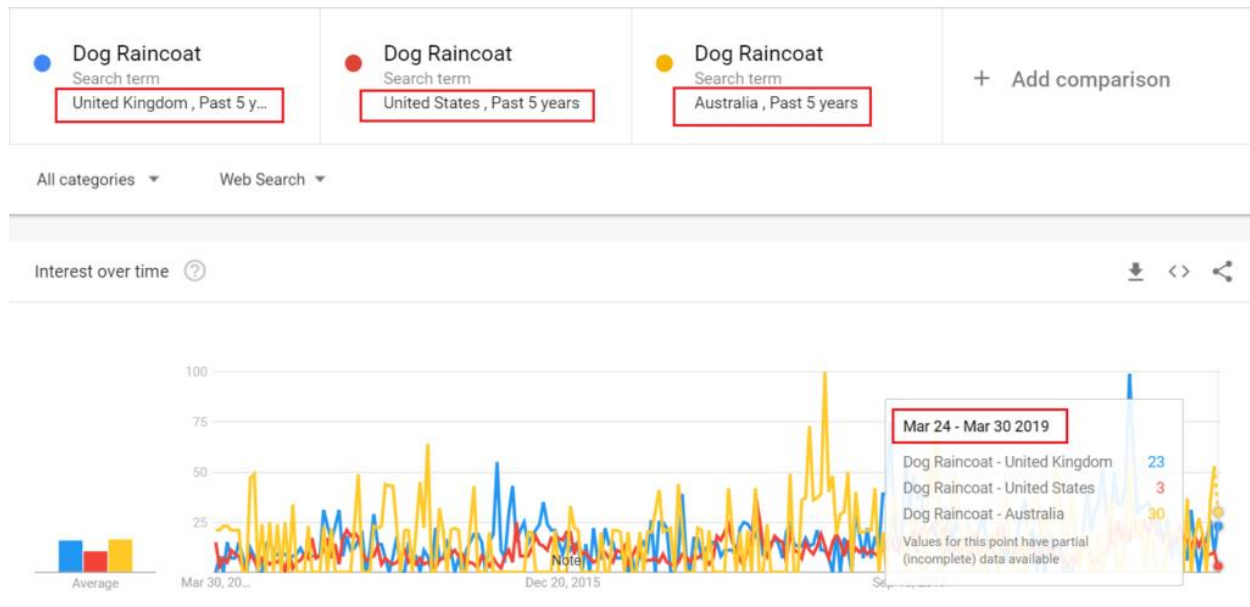 Dog Raincoat
Search term
United Kingdom , Past 5 y...
Dog Raincoat
Search term
United States , Past 5 years
Dog Raincoat
Search term
Australia , Past 5 years
+ Add comparison
All categories
Web Search
Interest over time
100
75
50
25
Average
Mar 30, 20...
Note
Dec 20, 2015
Mar 24 - Mar 30 2019
Dog Raincoat - United Kingdom 23
Dog Raincoat - United States 3
Dog Raincoat - Australia 30
Values for this point have partial
(incomplete) data available